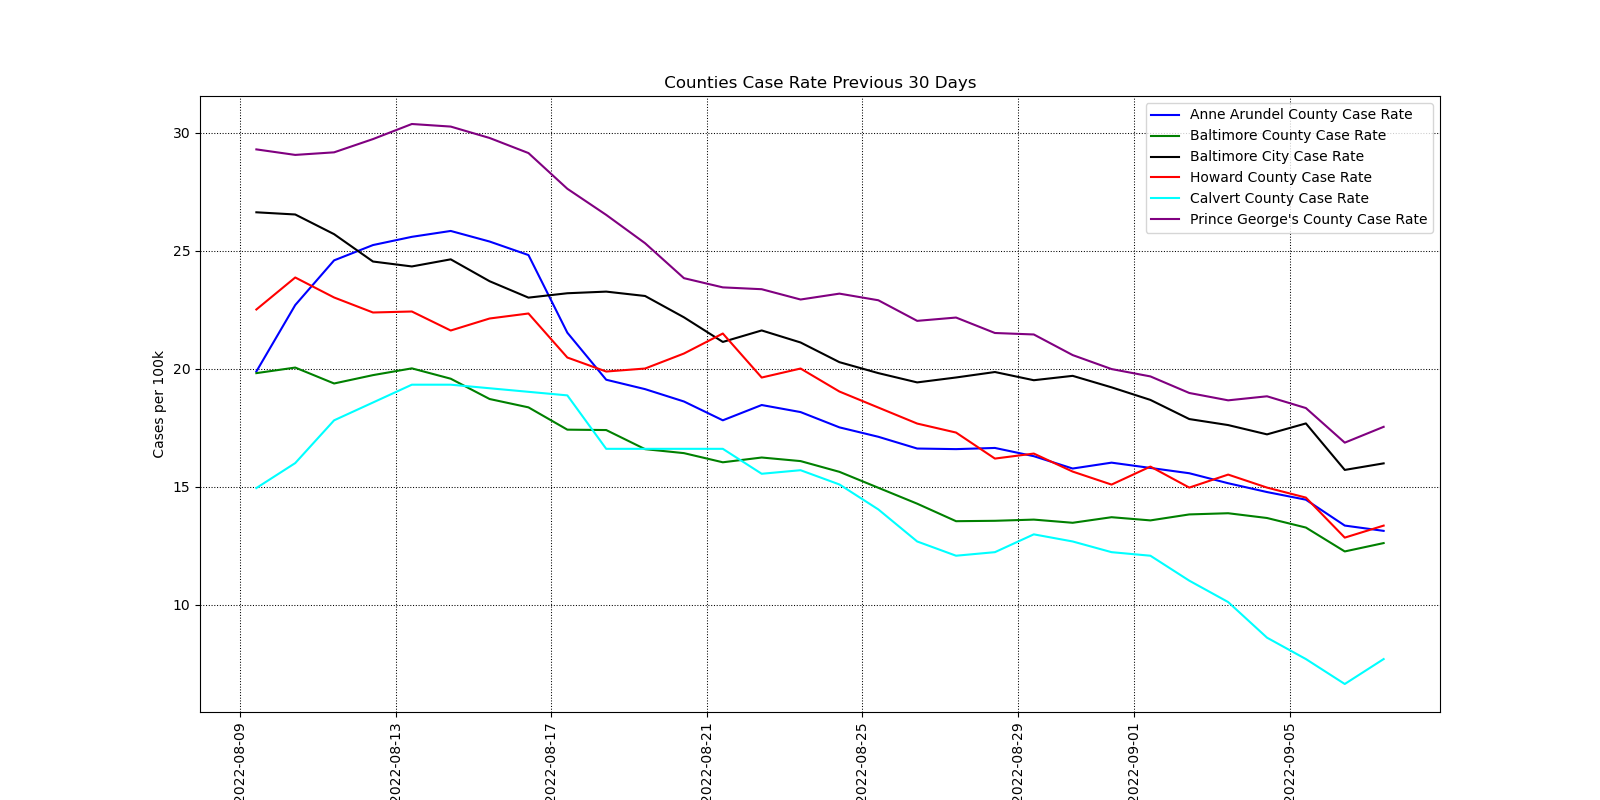 Counties Case Rate Previous 30 Days
Anne Arundel County Case Rate
Baltimore County Case Rate
Baltimore City Case Rate
Howard County Case Rate
Calvert County Case Rate
Prince George's County Case Rate
Cases per 100k
30
25
20
15
10
2022-08-09
2022-08-13
2022-08-17
2022-08-21
2022-08-25
2022-08-29
2022-09-01
2022-09-05